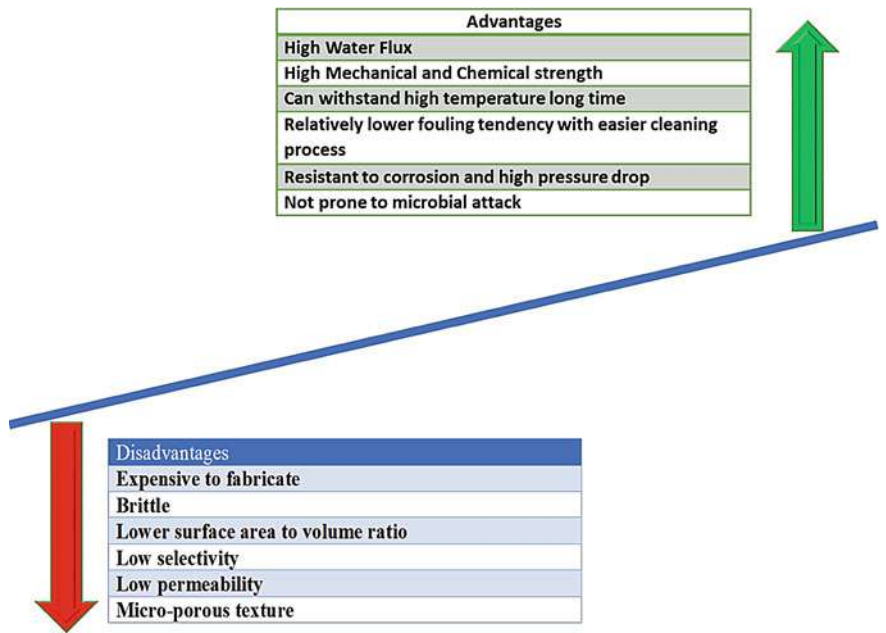 Advantages
High Water Flux
High Mechanical and Chemical strength
Can withstand high temperature long time
Relatively lower fouling tendency with easier cleaning
process
Resistant to corrosion and high pressure drop
Not prone to microbial attack
Disadvantages
Expensive to fabricate
Brittle
Lower surface area to volume ratio
Low selectivity
Low permeability
Micro-porous texture